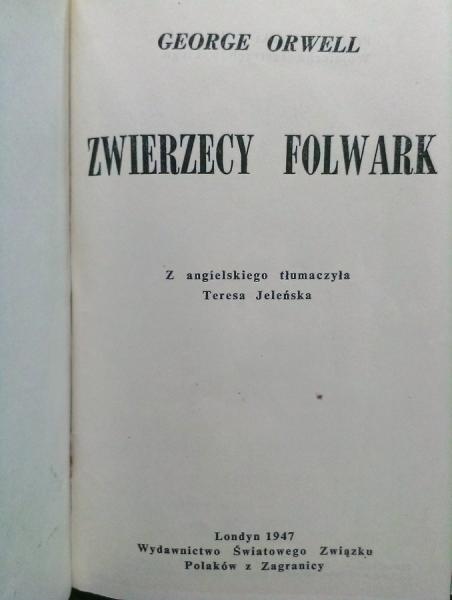 GEORGE ORWELL
ZWIERZECY FOLWARK
Z angielskiego tłumaczyła
Teresa Jeleńska
Londyn 1947
Wydawnictwo Światowego Związku
Polaków z Zagranicy